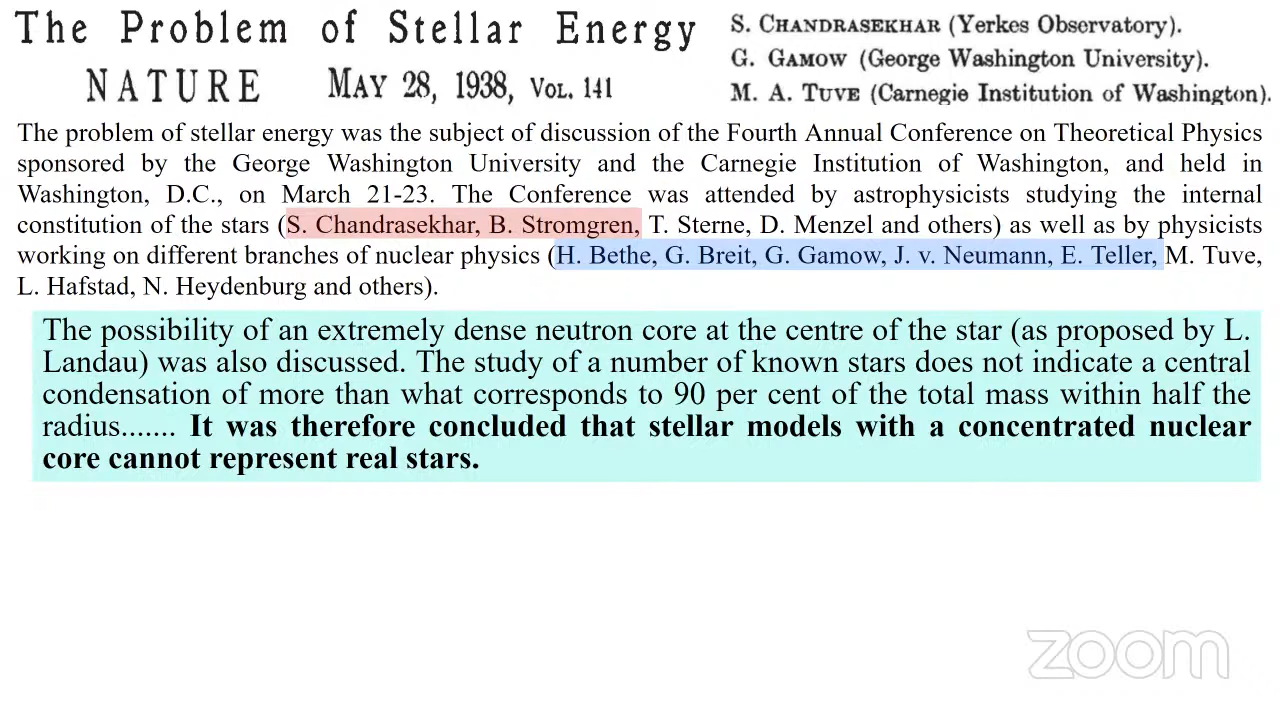 The Problem of Stellar Energy
NATURE MAY 28, 1938, VOL. 141
S. CHANDRASEKHAR (Yerkes Observatory).
G. GAMOW (George Washington University).
M. A. TUVE (Carnegie Institution of Washington).
The problem of stellar energy was the subject of discussion of the Fourth Annual Conference on Theoretical Physics
sponsored by the George Washington University and the Carnegie Institution of Washington, and held in
Washington, D.C., on March 21-23. The Conference was attended by astrophysicists studying the internal
constitution of the stars (S. Chandrasekhar, B. Stromgren, T. Sterne, D. Menzel and others) as well as by physicists
working on different branches of nuclear physics (H. Bethe, G. Breit, G. Gamow, J. v. Neumann, E. Teller, M. Tuve,
L. Hafstad, N. Heydenburg and others).
The possibility of an extremely dense neutron core at the centre of the star (as proposed by L.
Landau) was also discussed. The study of a number of known stars does not indicate a central
condensation of more than what corresponds to 90 per cent of the total mass within half the
radius....... It was therefore concluded that stellar models with a concentrated nuclear
core cannot represent real stars.
zoom